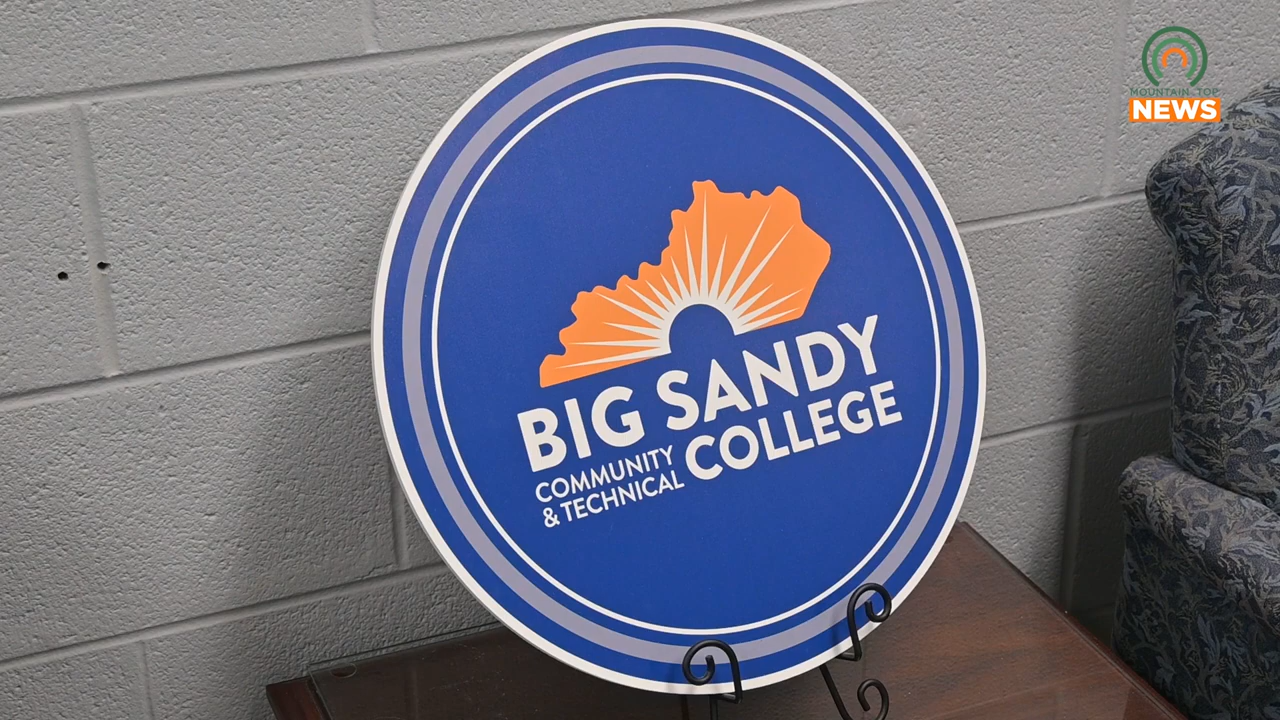 MOUNTAIN TOP
NEWS
BIG SANDY
COMMUNITY
& TECHNICAL
COLLEGE